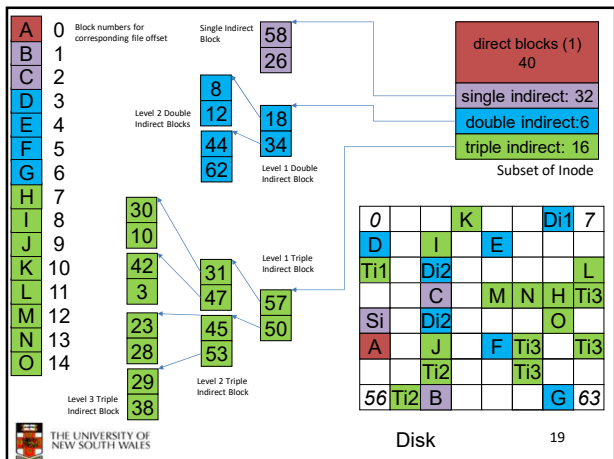 A 0
B 1
C 2
D 3
E 4
F 5
G 6
H 7
I 8
J 9
K 10
L 11
M 12
N 13
O 14
Block numbers for
corresponding file offset
Single Indirect
Block
58
26
Level 2 Double
Indirect Blocks
8
12
44
62
18
34
Level 1 Double
Indirect Block
direct blocks (1)
40
single indirect: 32
double indirect:6
triple indirect: 16
Subset of Inode
30
10
42
3
23
28
29
38
Level 3 Triple
Indirect Block
31
47
45
53
Level 2 Triple
Indirect Block
Level 1 Triple
Indirect Block
57
50
0 K Di1 7
D I E
Ti1 Di2 L
C M N H Ti3
Si Di2 O
A J F Ti3 Ti3
Ti2 Ti3
56 Ti2 B G 63
Disk
19
THE UNIVERSITY OF
NEW SOUTH WALES